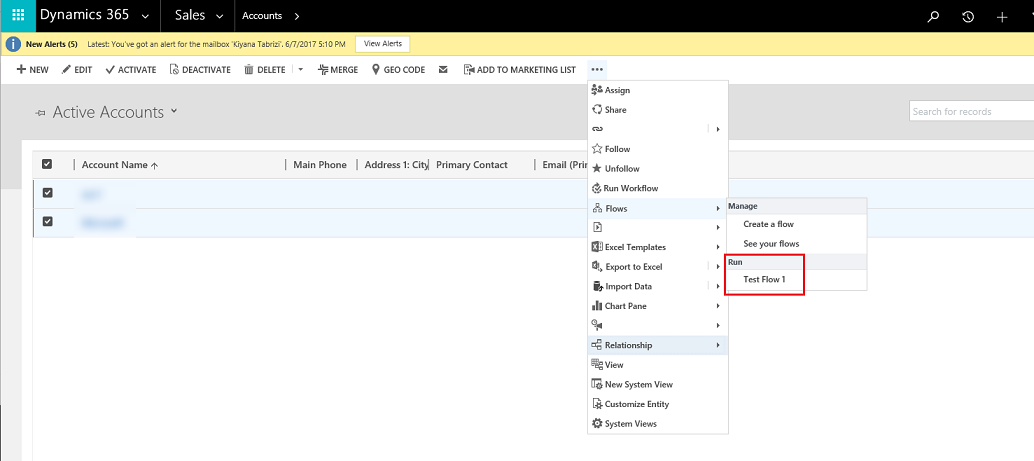 Dynamics 365 Sales Accounts
New Alerts (5) Latest: You've got an alert for the mailbox 'Kiyana Tabrizi'. 6/7/2017 5:10 PM View Alerts
NEW EDIT ACTIVATE DEACTIVATE DELETE MERGE GEO CODE ADD TO MARKETING LIST
Active Accounts
Search for records
Account Name Main Phone Address 1: City Primary Contact Email (Prim
Assign
Share
Follow
Unfollow
Run Workflow
Flows
Excel Templates
Export to Excel
Import Data
Chart Pane
Relationship
View
New System View
Customize Entity
System Views
Manage
Create a flow
See your flows
Run
Test Flow 1